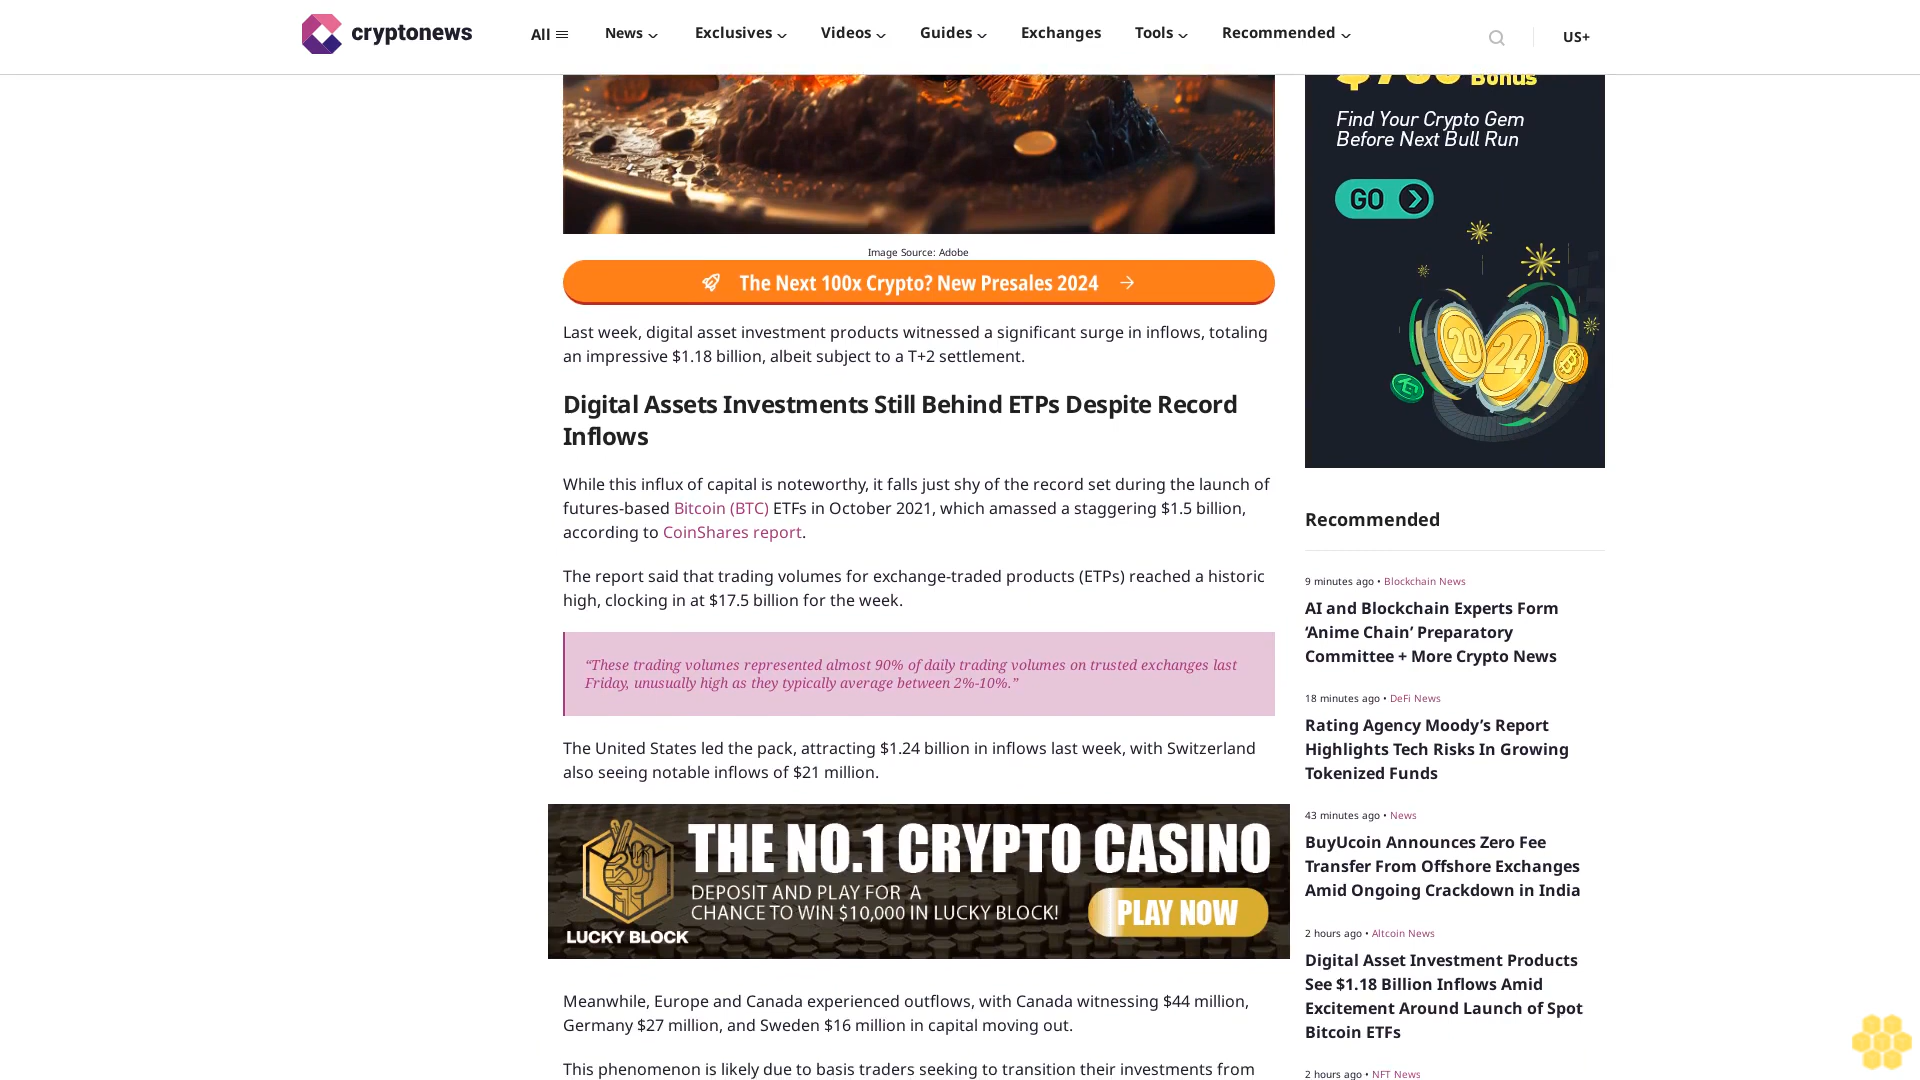 cryptonews
All
News
Exclusives
Videos
Guides
Exchanges
Tools
Recommended
US+
Image Source: Adobe
The Next 100x Crypto? New Presales 2024
Last week, digital asset investment products witnessed a significant surge in inflows, totaling
an impressive $1.18 billion, albeit subject to a T+2 settlement.
Digital Assets Investments Still Behind ETPs Despite Record
Inflows
While this influx of capital is noteworthy, it falls just shy of the record set during the launch of
futures-based Bitcoin (BTC) ETFs in October 2021, which amassed a staggering $1.5 billion,
according to CoinShares report.
The report said that trading volumes for exchange-traded products (ETPs) reached a historic
high, clocking in at $17.5 billion for the week.
“These trading volumes represented almost 90% of daily trading volumes on trusted exchanges last
Friday, unusually high as they typically average between 2%-10%.”
The United States led the pack, attracting $1.24 billion in inflows last week, with Switzerland
also seeing notable inflows of $21 million.
THE NO.1 CRYPTO CASINO
DEPOSIT AND PLAY FOR A
CHANCE TO WIN $10,000 IN LUCKY BLOCK!
PLAY NOW
LUCKY BLOCK
Meanwhile, Europe and Canada experienced outflows, with Canada witnessing $44 million,
Germany $27 million, and Sweden $16 million in capital moving out.
This phenomenon is likely due to basis traders seeking to transition their investments from
Bonus
Find Your Crypto Gem
Before Next Bull Run
GO
20 24
Recommended
9 minutes ago • Blockchain News
AI and Blockchain Experts Form
‘Anime Chain’ Preparatory
Committee + More Crypto News
18 minutes ago • DeFi News
Rating Agency Moody’s Report
Highlights Tech Risks In Growing
Tokenized Funds
43 minutes ago • News
BuyUcoin Announces Zero Fee
Transfer From Offshore Exchanges
Amid Ongoing Crackdown in India
2 hours ago • Altcoin News
Digital Asset Investment Products
See $1.18 Billion Inflows Amid
Excitement Around Launch of Spot
Bitcoin ETFs
2 hours ago • NFT News